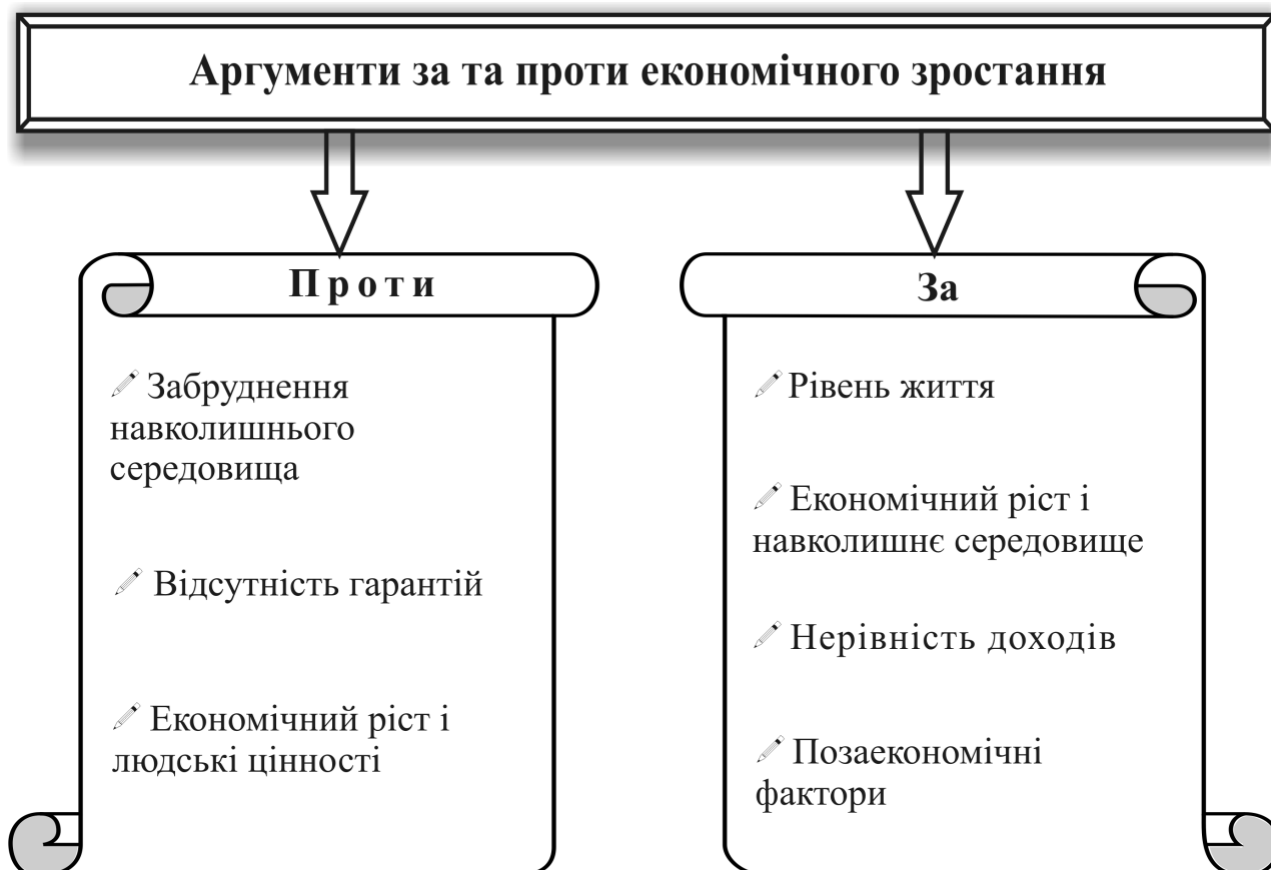 Аргументи за та проти економічного зростання
Проти
Забруднення
навколишнього
середовища
Відсутність гарантій
Економічний ріст і
людські цінності
За
Рівень життя
Економічний ріст і
навколишнє середовище
Нерівність доходів
Позаекономічні
фактори